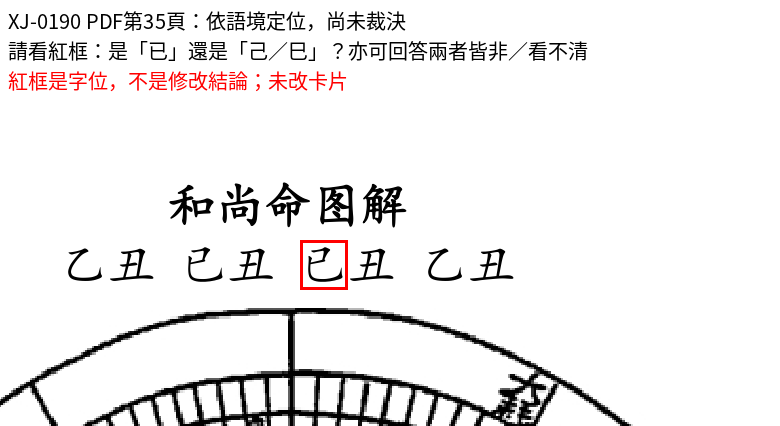 XJ-0190 PDF第35頁：依語境定位，尚未裁決
請看紅框：是「已」還是「己／巳」？亦可回答兩者皆非／看不清
紅框是字位，不是修改結論；未改卡片
和尚命图解
乙丑 已丑 已丑 乙丑